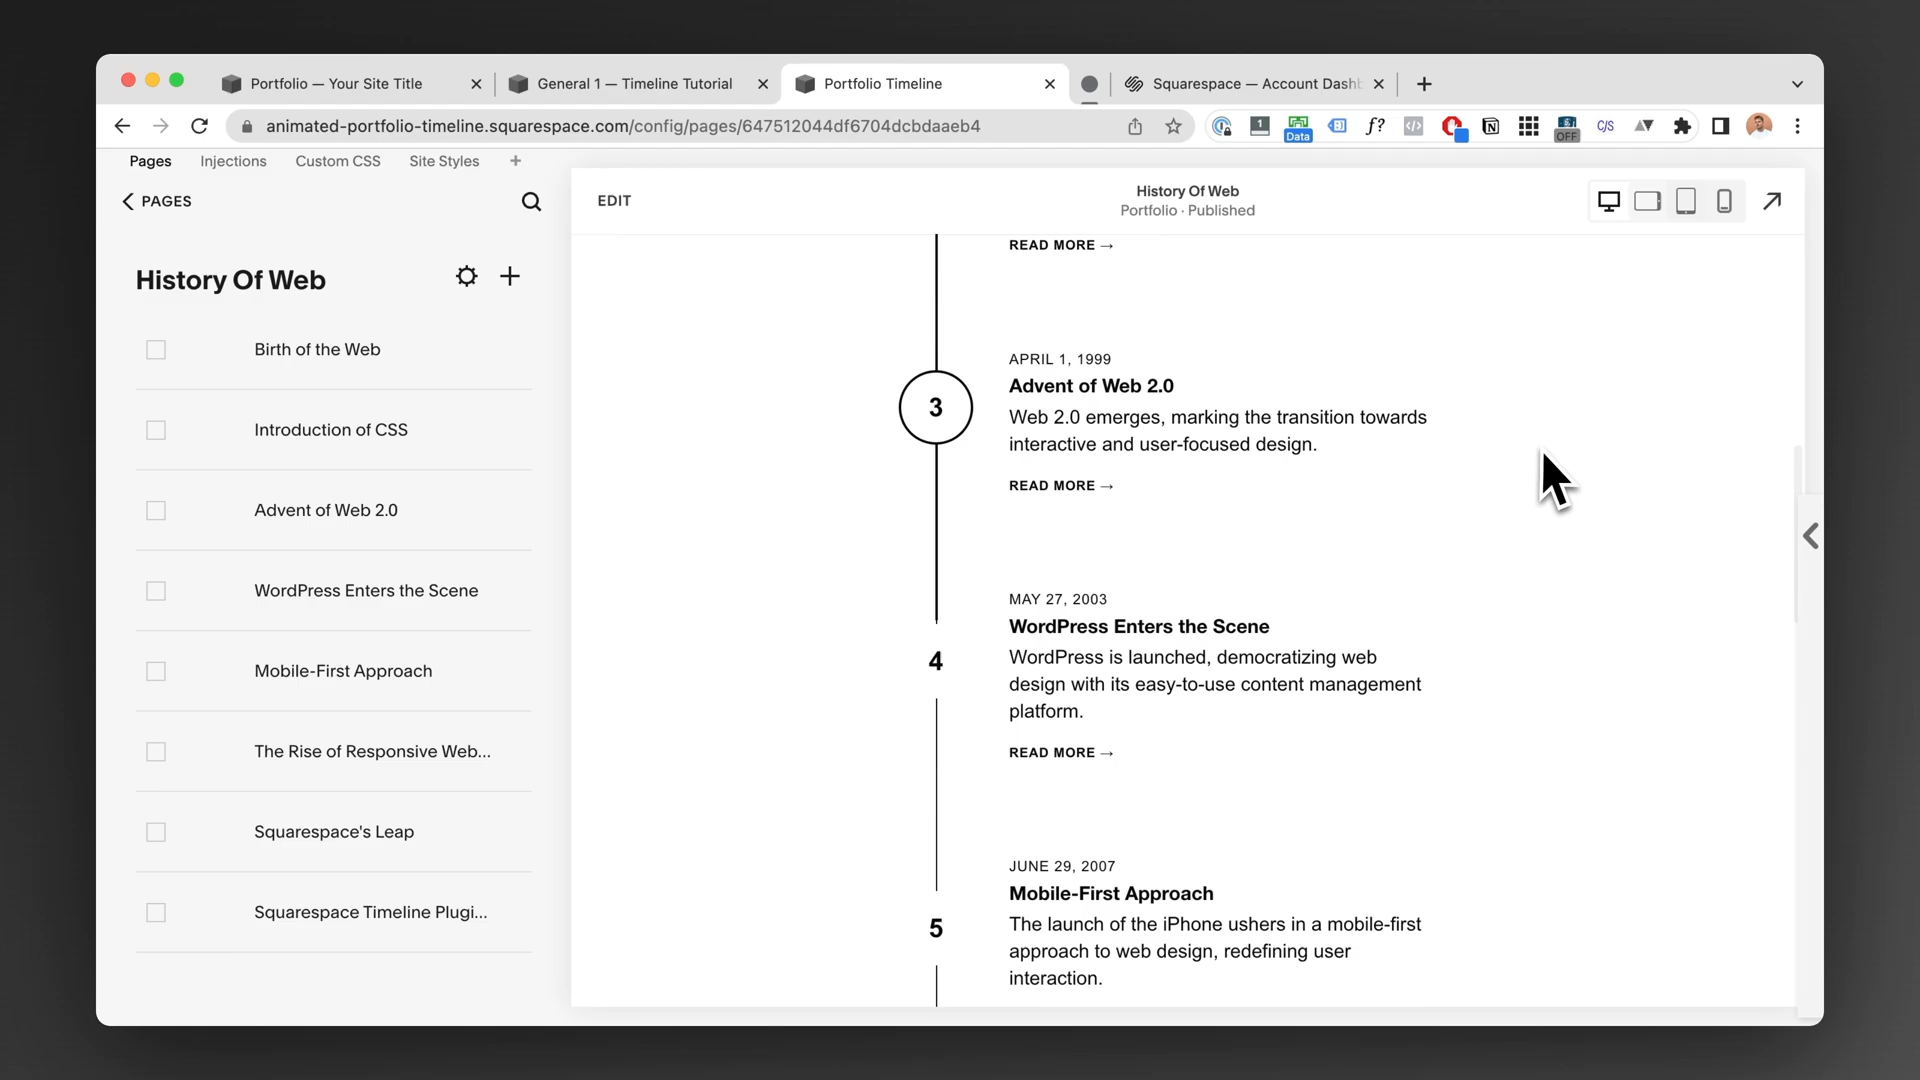 Portfolio — Your Site Title
General 1 — Timeline Tutorial
Portfolio Timeline
Squarespace — Account Dashb
animated-portfolio-timeline.squarespace.com/config/pages/647512044df6704dcbdaaeb4
1
Data
f?
OFF
C/S
Pages
Injections
Custom CSS
Site Styles
PAGES
EDIT
History Of Web
Portfolio · Published
History Of Web
Birth of the Web
Introduction of CSS
Advent of Web 2.0
WordPress Enters the Scene
Mobile-First Approach
The Rise of Responsive Web...
Squarespace's Leap
Squarespace Timeline Plugi...
READ MORE →
3
APRIL 1, 1999
Advent of Web 2.0
Web 2.0 emerges, marking the transition towards
interactive and user-focused design.
READ MORE →
4
MAY 27, 2003
WordPress Enters the Scene
WordPress is launched, democratizing web
design with its easy-to-use content management
platform.
READ MORE →
5
JUNE 29, 2007
Mobile-First Approach
The launch of the iPhone ushers in a mobile-first
approach to web design, redefining user
interaction.